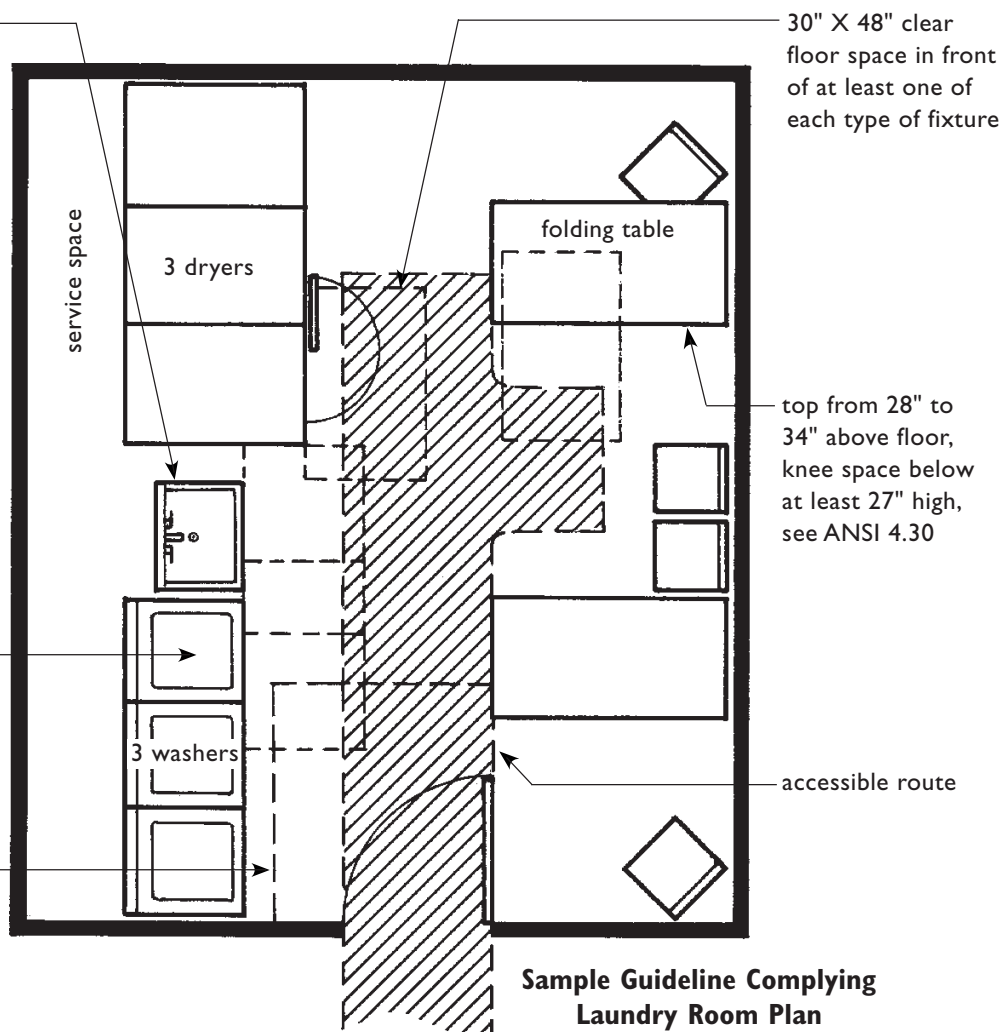 30" X 48" clear
floor space in front
of at least one of
each type of fixture
folding table
3 dryers
service space
top from 28" to
34" above floor,
knee space below
at least 27" high,
see ANSI 4.30
3 washers
accessible route
Sample Guideline Complying
Laundry Room Plan